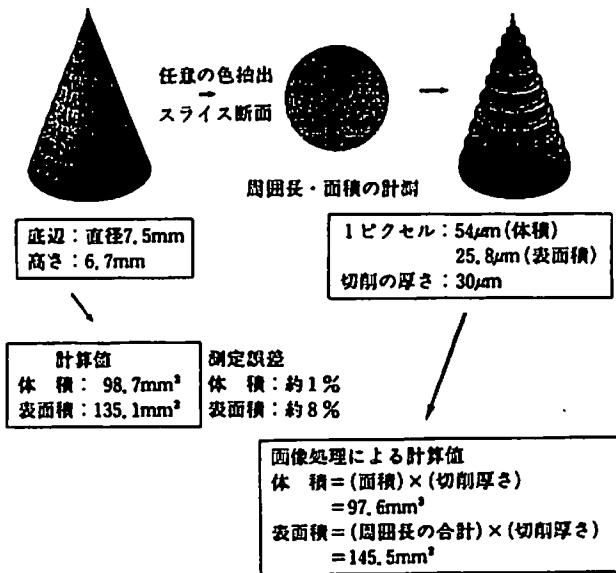 任意の色抽出
スライス断面
周囲長・面積の計測
底辺：直径7.5mm
高さ：6.7mm
1ピクセル：54μm(体積)
25.8μm(表面積)
切削の厚さ：30μm
計算値
体　積： 98.7mm³
表面積：135.1mm²
測定誤差
体　積：約1％
表面積：約8％
画像処理による計算値
体　積＝(面積)×(切削厚さ)
＝97.6mm³
表面積＝(周囲長の合計)×(切削厚さ)
＝145.5mm²